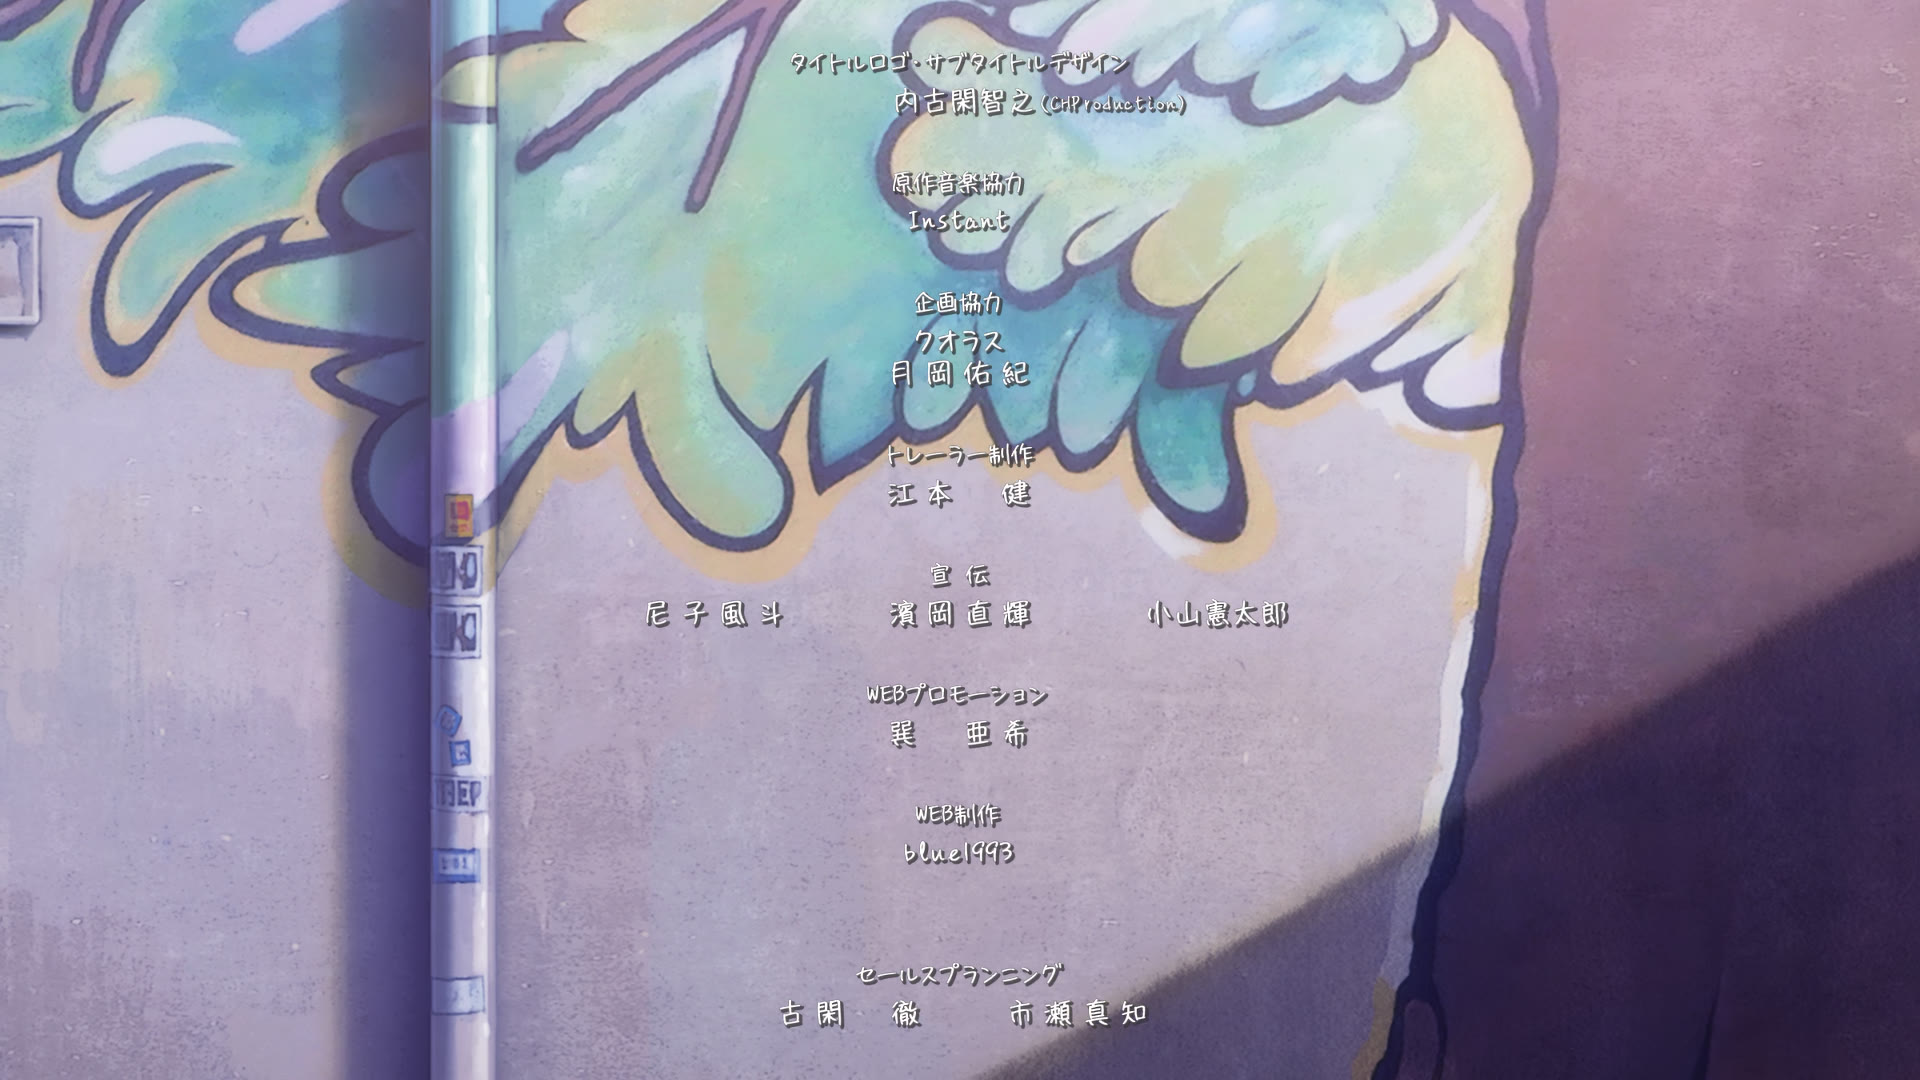 タイトルロゴ・サブタイトルデザイン
内古閑智之(CHProduction)
原作音楽協力
Instant
企画協力
クオラス
月岡佑紀
トレーラー制作
江本 健
宣伝
尼子風斗 濱岡直輝 小山憲太郎
WEBプロモーション
巽 亜希
WEB制作
blue1993
セールスプランニング
古閑 徹 市瀬真知